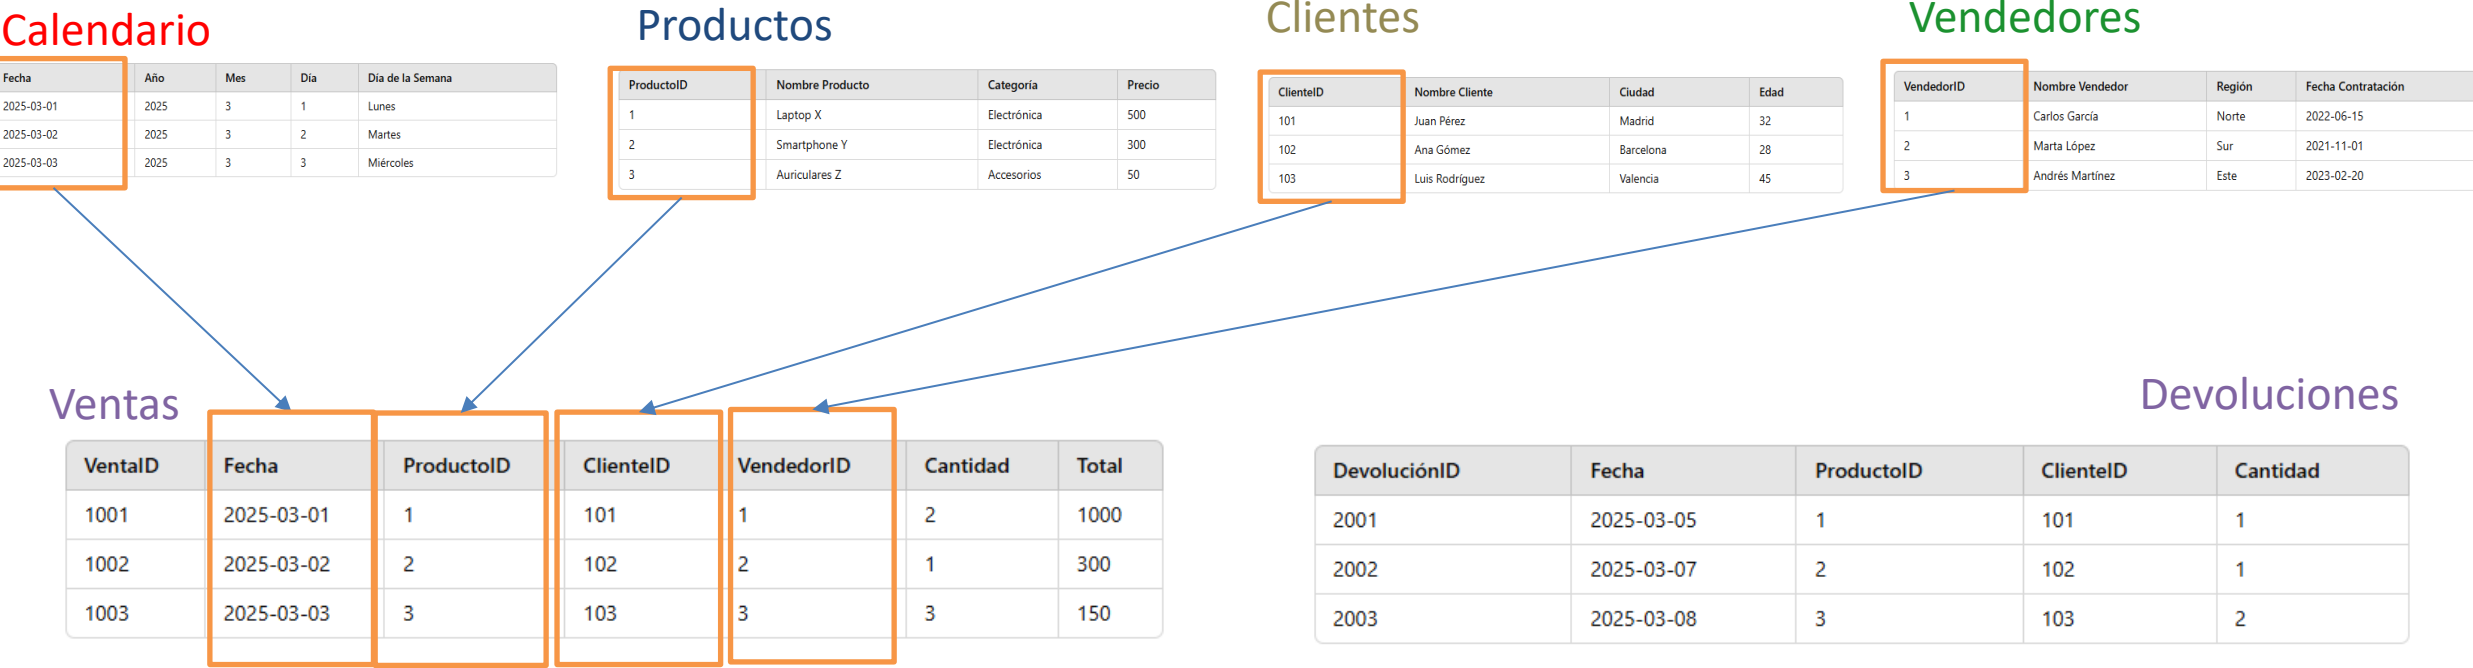 Calendario
Productos
Clientes
Vendedores
Fecha Año Mes Día Día de la Semana
2025-03-01 2025 3 1 Lunes
2025-03-02 2025 3 2 Martes
2025-03-03 2025 3 3 Miércoles
ProductoID Nombre Producto Categoría Precio
1 Laptop X Electrónica 500
2 Smartphone Y Electrónica 300
3 Auriculares Z Accesorios 50
ClienteID Nombre Cliente Ciudad Edad
101 Juan Pérez Madrid 32
102 Ana Gómez Barcelona 28
103 Luis Rodríguez Valencia 45
VendedorID Nombre Vendedor Región Fecha Contratación
1 Carlos García Norte 2022-06-15
2 Marta López Sur 2021-11-01
3 Andrés Martínez Este 2023-02-20
Ventas
VentaID Fecha ProductoID ClienteID VendedorID Cantidad Total
1001 2025-03-01 1 101 1 2 1000
1002 2025-03-02 2 102 2 1 300
1003 2025-03-03 3 103 3 3 150
Devoluciones
DevoluciónID Fecha ProductoID ClienteID Cantidad
2001 2025-03-05 1 101 1
2002 2025-03-07 2 102 1
2003 2025-03-08 3 103 2